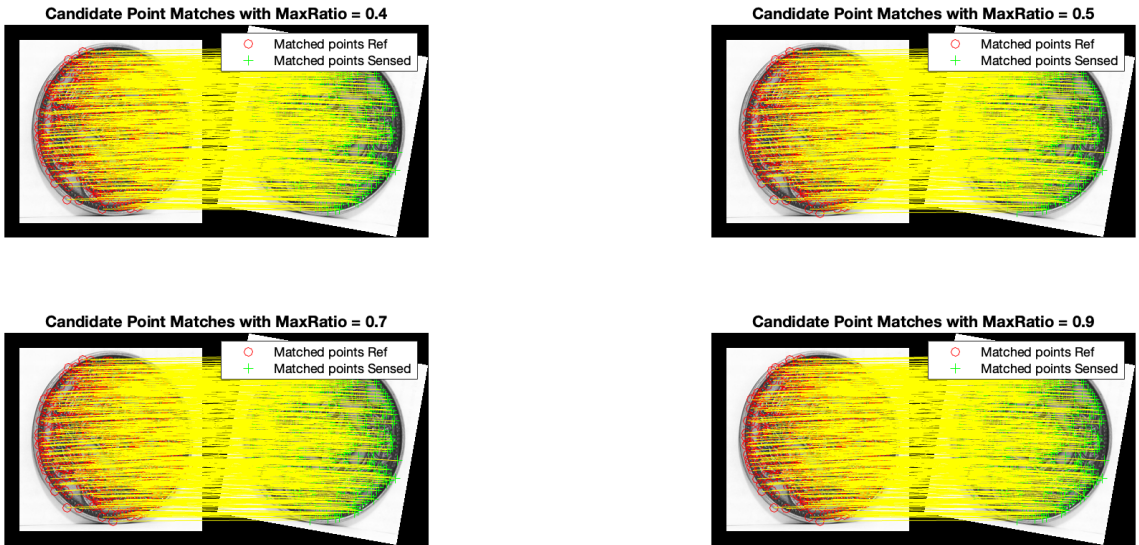 Candidate Point Matches with MaxRatio = 0.4
Matched points Ref
Matched points Sensed
Candidate Point Matches with MaxRatio = 0.5
Matched points Ref
Matched points Sensed
Candidate Point Matches with MaxRatio = 0.7
Matched points Ref
Matched points Sensed
Candidate Point Matches with MaxRatio = 0.9
Matched points Ref
Matched points Sensed